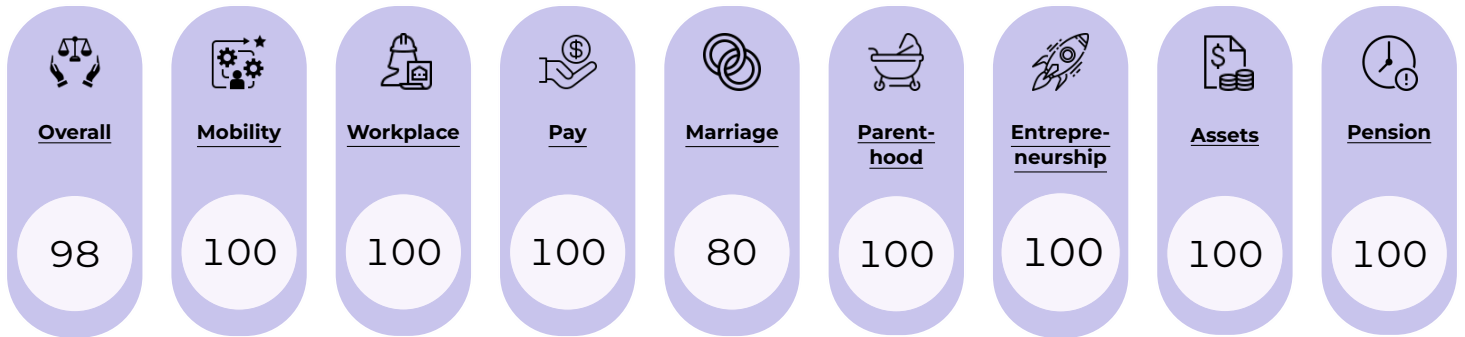 Overall
98
Mobility
100
Workplace
100
Pay
$
100
Marriage
80
Parent-
hood
100
Entrepre-
neurship
100
Assets
$
100
Pension
!
100